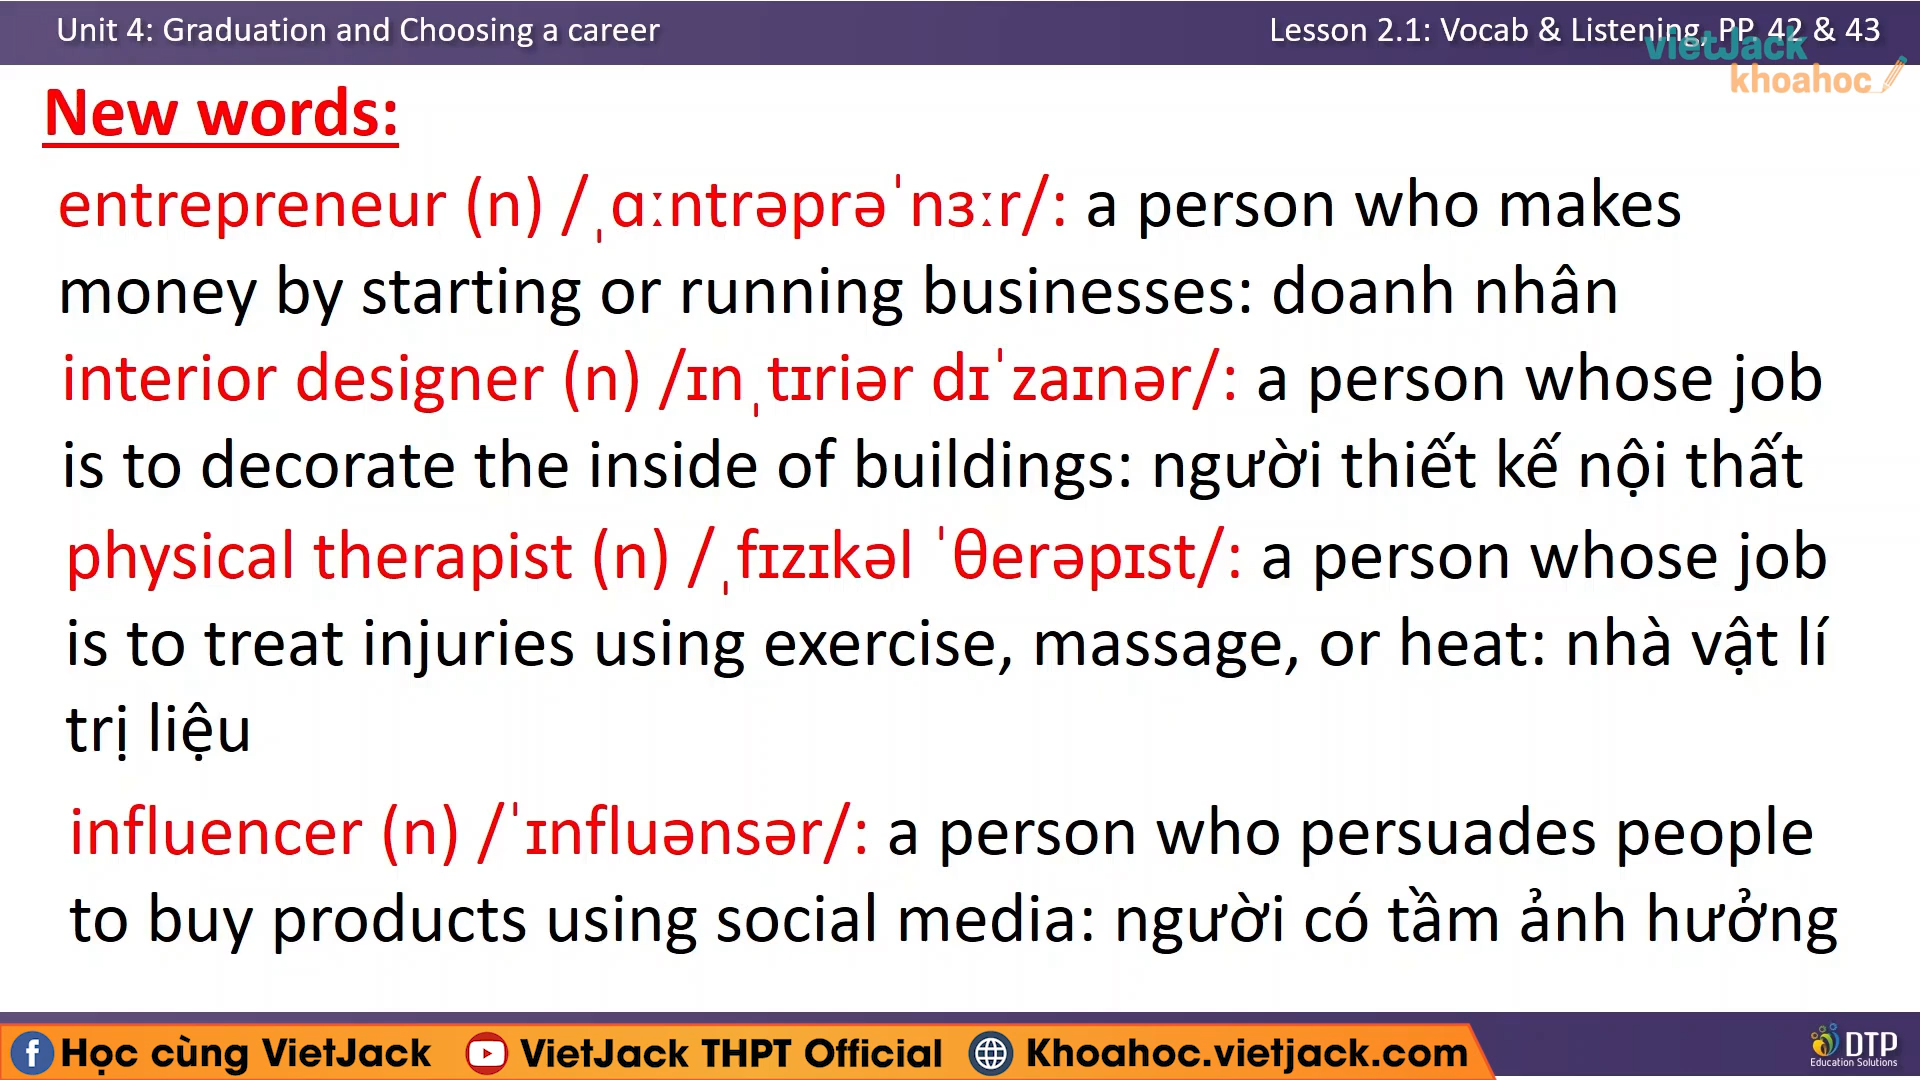 Unit 4: Graduation and Choosing a career
Lesson 2.1: Vocab & Listening, PP. 42 & 43
vietJack
khoahoc
New words:
entrepreneur (n) /ˌɑːntrəprəˈnɜːr/: a person who makes
money by starting or running businesses: doanh nhân
interior designer (n) /ɪnˌtɪriər dɪˈzaɪnər/: a person whose job
is to decorate the inside of buildings: người thiết kế nội thất
physical therapist (n) /ˌfɪzɪkəl ˈθerəpɪst/: a person whose job
is to treat injuries using exercise, massage, or heat: nhà vật lí
trị liệu
influencer (n) /ˈɪnfluənsər/: a person who persuades people
to buy products using social media: người có tầm ảnh hưởng
Học cùng VietJack
VietJack THPT Official
Khoahoc.vietjack.com
DTP
Education Solutions